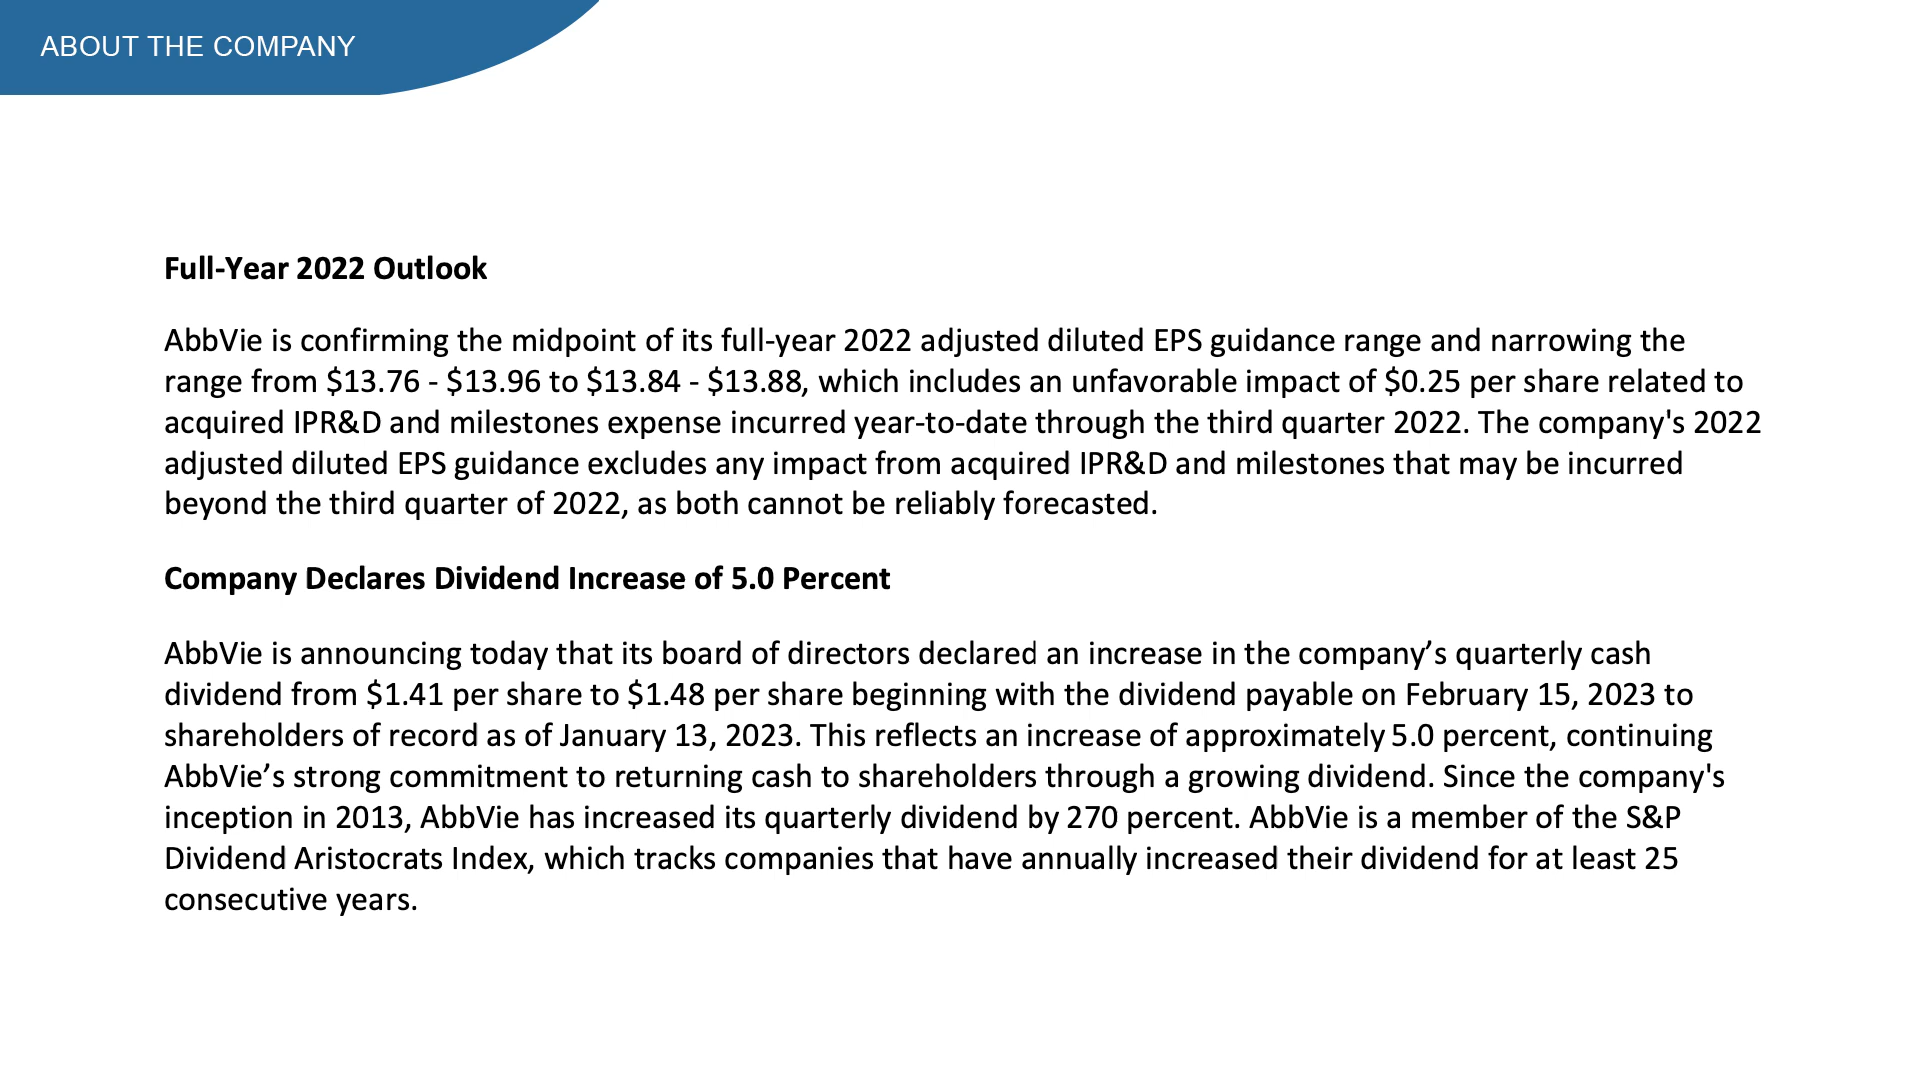 ABOUT THE COMPANY
Full-Year 2022 Outlook
AbbVie is confirming the midpoint of its full-year 2022 adjusted diluted EPS guidance range and narrowing the
range from $13.76 - $13.96 to $13.84 - $13.88, which includes an unfavorable impact of $0.25 per share related to
acquired IPR&D and milestones expense incurred year-to-date through the third quarter 2022. The company's 2022
adjusted diluted EPS guidance excludes any impact from acquired IPR&D and milestones that may be incurred
beyond the third quarter of 2022, as both cannot be reliably forecasted.
Company Declares Dividend Increase of 5.0 Percent
AbbVie is announcing today that its board of directors declared an increase in the company’s quarterly cash
dividend from $1.41 per share to $1.48 per share beginning with the dividend payable on February 15, 2023 to
shareholders of record as of January 13, 2023. This reflects an increase of approximately 5.0 percent, continuing
AbbVie’s strong commitment to returning cash to shareholders through a growing dividend. Since the company's
inception in 2013, AbbVie has increased its quarterly dividend by 270 percent. AbbVie is a member of the S&P
Dividend Aristocrats Index, which tracks companies that have annually increased their dividend for at least 25
consecutive years.